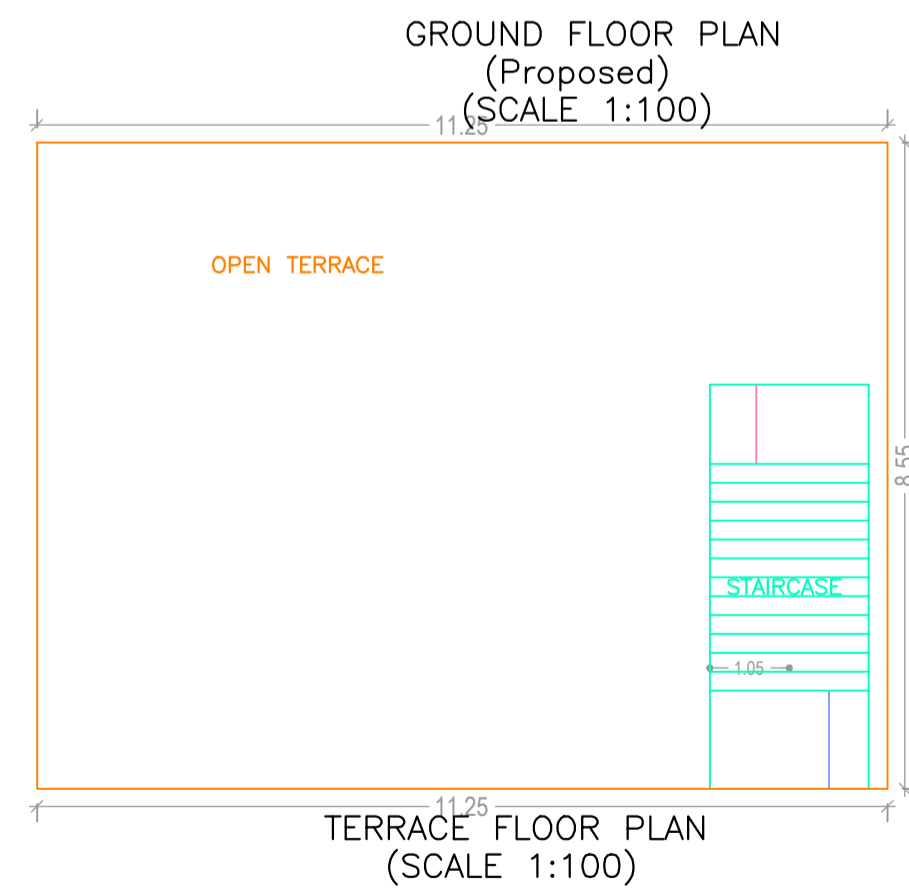 GROUND FLOOR PLAN
(Proposed)
(SCALE 1:100)
11.25
OPEN TERRACE
8.55
STAIRCASE
1.05
11.25
TERRACE FLOOR PLAN
(SCALE 1:100)